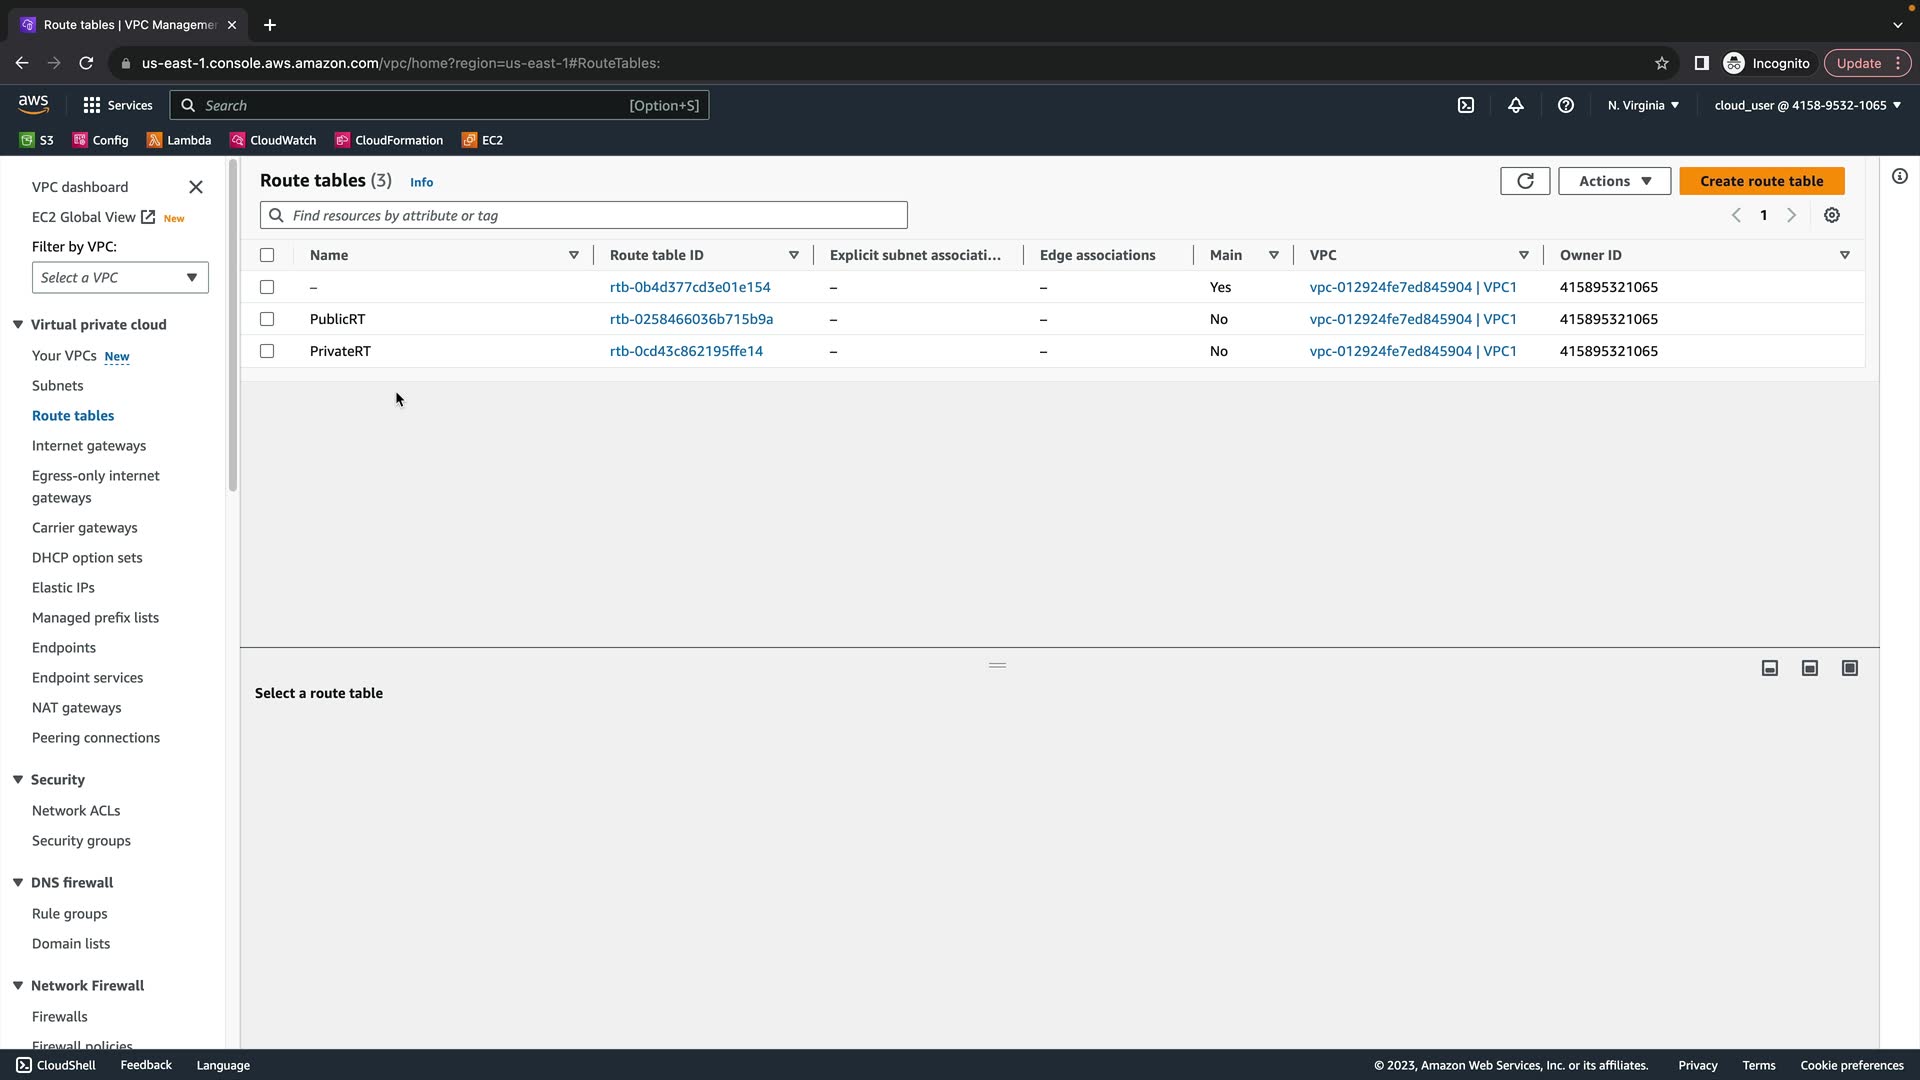 Route tables | VPC Manageme
us-east-1.console.aws.amazon.com/vpc/home?region=us-east-1#RouteTables:
Incognito
Update
aws
Services
Search
[Option+S]
N. Virginia
cloud_user @ 4158-9532-1065
S3
Config
Lambda
CloudWatch
CloudFormation
EC2
VPC dashboard
EC2 Global View New
Filter by VPC:
Select a VPC
Virtual private cloud
Your VPCs New
Subnets
Route tables
Internet gateways
Egress-only internet
gateways
Carrier gateways
DHCP option sets
Elastic IPs
Managed prefix lists
Endpoints
Endpoint services
NAT gateways
Peering connections
Security
Network ACLs
Security groups
DNS firewall
Rule groups
Domain lists
Network Firewall
Firewalls
Firewall policies
Route tables (3) Info
Actions
Create route table
Find resources by attribute or tag
1
Name Route table ID Explicit subnet associati... Edge associations Main VPC Owner ID
– rtb-0b4d377cd3e01e154 – – Yes vpc-012924fe7ed845904 | VPC1 415895321065
PublicRT rtb-0258466036b715b9a – – No vpc-012924fe7ed845904 | VPC1 415895321065
PrivateRT rtb-0cd43c862195ffe14 – – No vpc-012924fe7ed845904 | VPC1 415895321065
Select a route table
CloudShell
Feedback
Language
© 2023, Amazon Web Services, Inc. or its affiliates.
Privacy
Terms
Cookie preferences